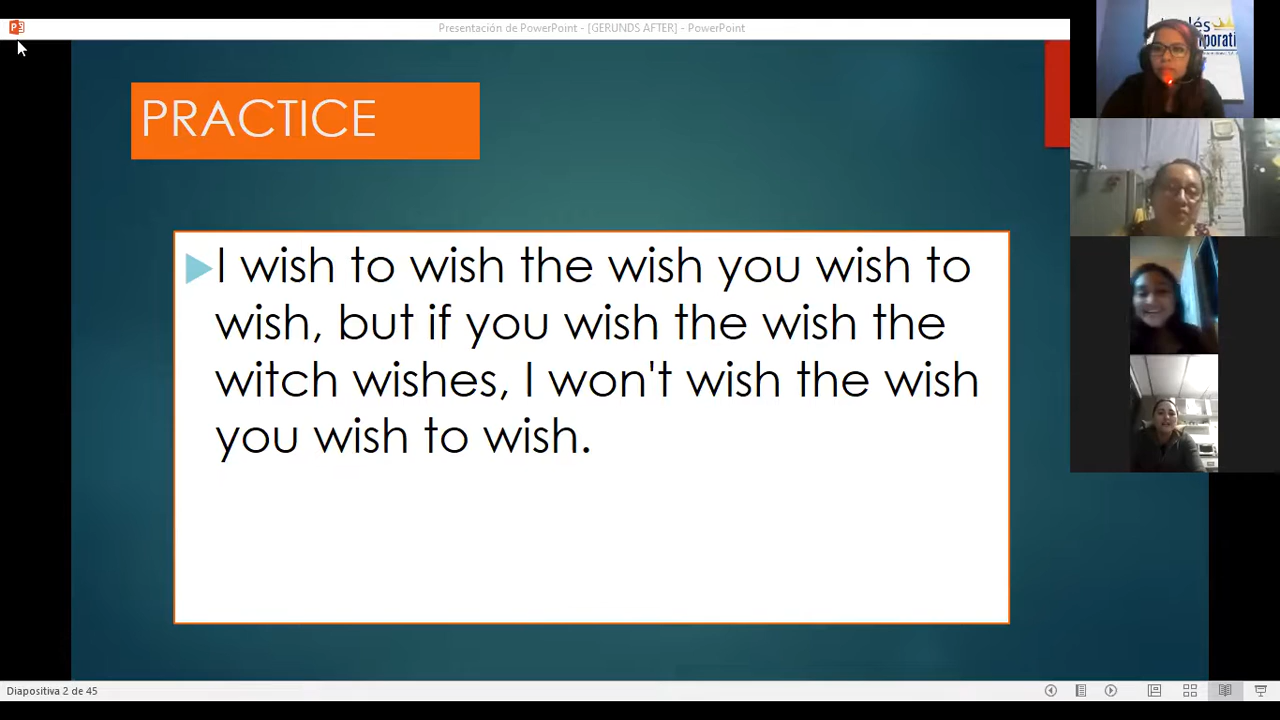 Presentación de PowerPoint - [GERUNDS AFTER] - PowerPoint
PRACTICE
I wish to wish the wish you wish to
wish, but if you wish the wish the
witch wishes, I won't wish the wish
you wish to wish.
Diapositiva 2 de 45